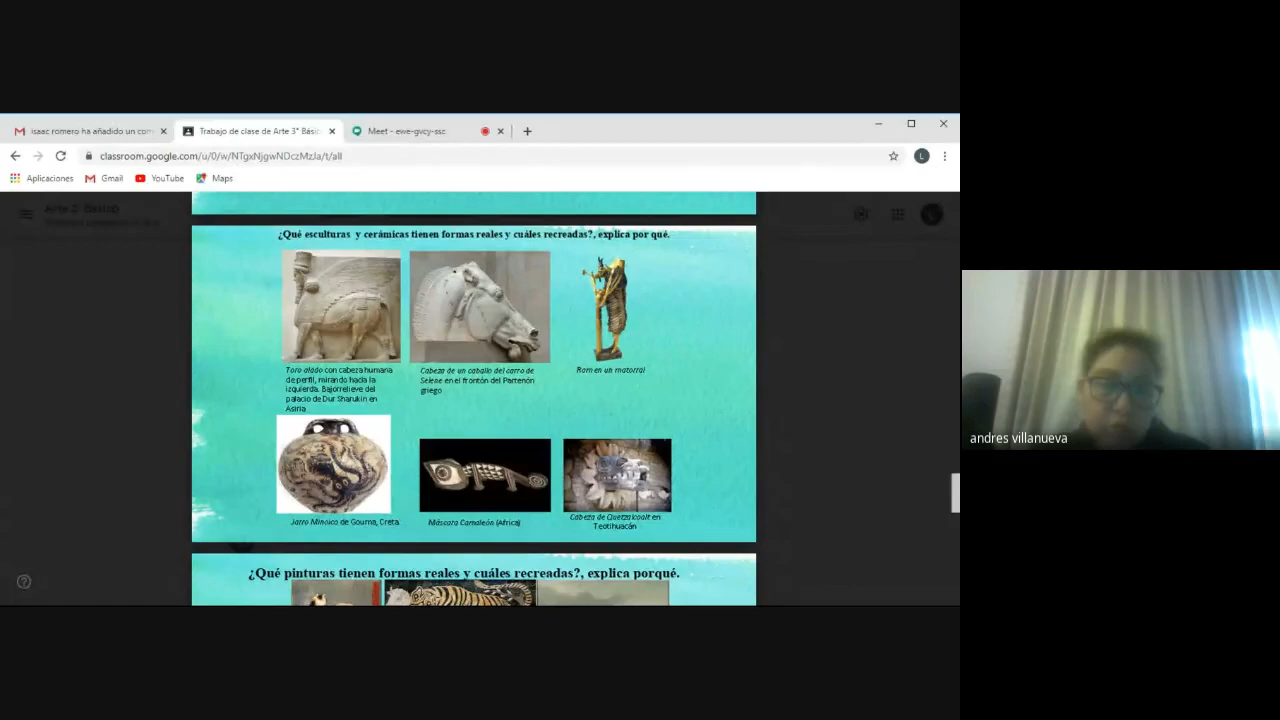 isaac romero ha añadido un com
Trabajo de clase de Arte 3° Básic
Meet - ewe-gvcy-ssc
classroom.google.com/u/0/w/NTgxNjgwNDczMzJa/t/all
L
Aplicaciones
Gmail
YouTube
Maps
¿Qué esculturas y cerámicas tienen formas reales y cuáles recreadas?, explica por qué.
Toro alado con cabeza humana
de perfil, mirando hacia la
izquierda. Bajorrelieve del
palacio de Dur Sharukin en
Asiria
Cabeza de un caballo del carro de
Selene en el frontón del Partenón
griego
Ram en un matorral
Jarro Minoico de Gourna, Creta
Máscara Camaleón (Africa)
Cabeza de Quetzalcoalt en
Teotihuacán
¿Qué pinturas tienen formas reales y cuáles recreadas?, explica porqué.
andres villanueva